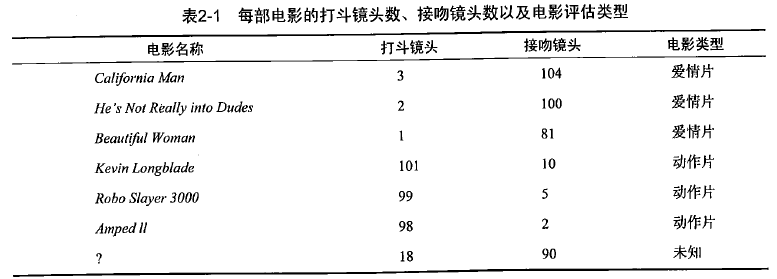 表2-1 每部电影的打斗镜头数、接吻镜头数以及电影评估类型
电影名称 打斗镜头 接吻镜头 电影类型
California Man 3 104 爱情片
He's Not Really into Dudes 2 100 爱情片
Beautiful Woman 1 81 爱情片
Kevin Longblade 101 10 动作片
Robo Slayer 3000 99 5 动作片
Amped II 98 2 动作片
? 18 90 未知